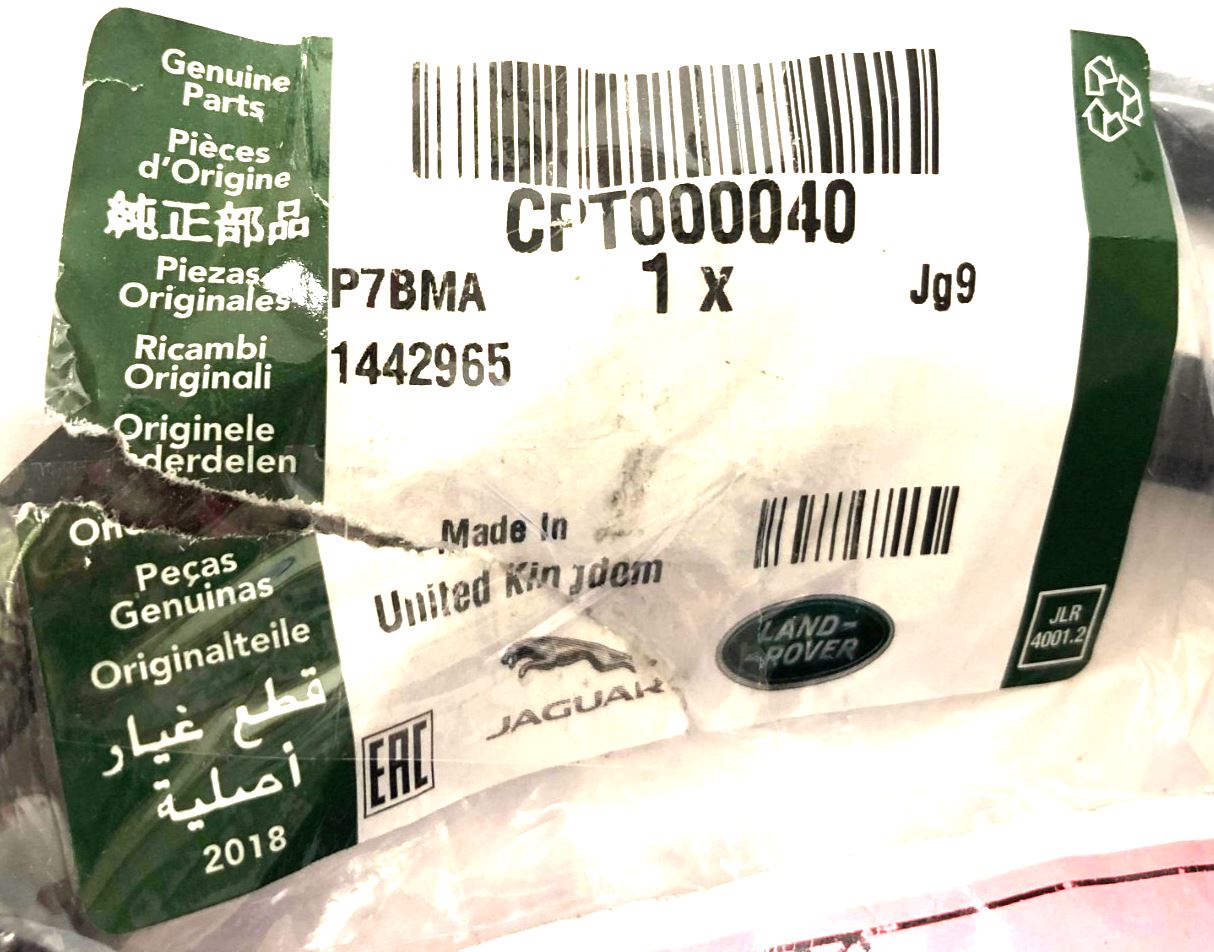 Genuine
Parts
Pièces
d'Origine
純正部品
Piezas
Originales
Ricambi
Originali
Originele
derdelen
Peças
Genuinas
Originalteile
قطع غيار
أصلية
2018
CPT000040
P7BMA 1 x Jg9
1442965
Made In
United Kingdom
JAGUAR
LAND-
ROVER
EAC
JLR
4001.2